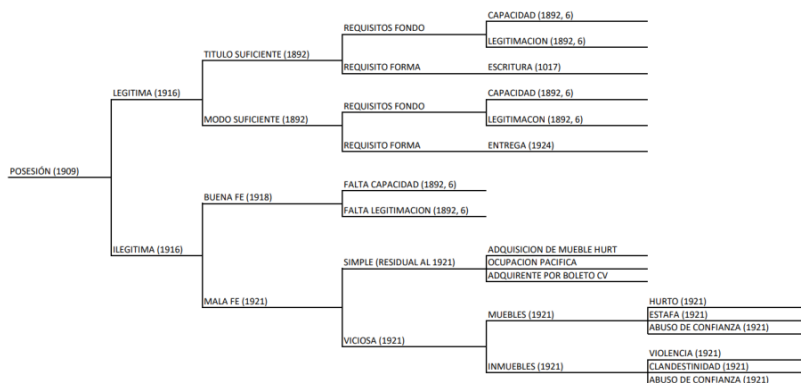 CAPACIDAD (1892, 6)
REQUISITOS FONDO
LEGITIMACION (1892, 6)
TITULO SUFICIENTE (1892)
REQUISITO FORMA
ESCRITURA (1017)
LEGITIMA (1916)
CAPACIDAD (1892, 6)
REQUISITOS FONDO
MODO SUFICIENTE (1892)
LEGITIMACON (1892, 6)
REQUISITO FORMA
ENTREGA (1924)
POSESIÓN (1909)
FALTA CAPACIDAD (1892, 6)
BUENA FE (1918)
FALTA LEGITIMACION (1892, 6)
ILEGITIMA (1916)
ADQUISICION DE MUEBLE HURT
SIMPLE (RESIDUAL AL 1921)
OCUPACION PACIFICA
ADQUIRENTE POR BOLETO CV
MALA FE (1921)
HURTO (1921)
MUEBLES (1921)
ESTAFA (1921)
ABUSO DE CONFIANZA (1921)
VICIOSA (1921)
VIOLENCIA (1921)
INMUEBLES (1921)
CLANDESTINIDAD (1921)
ABUSO DE CONFIANZA (1921)